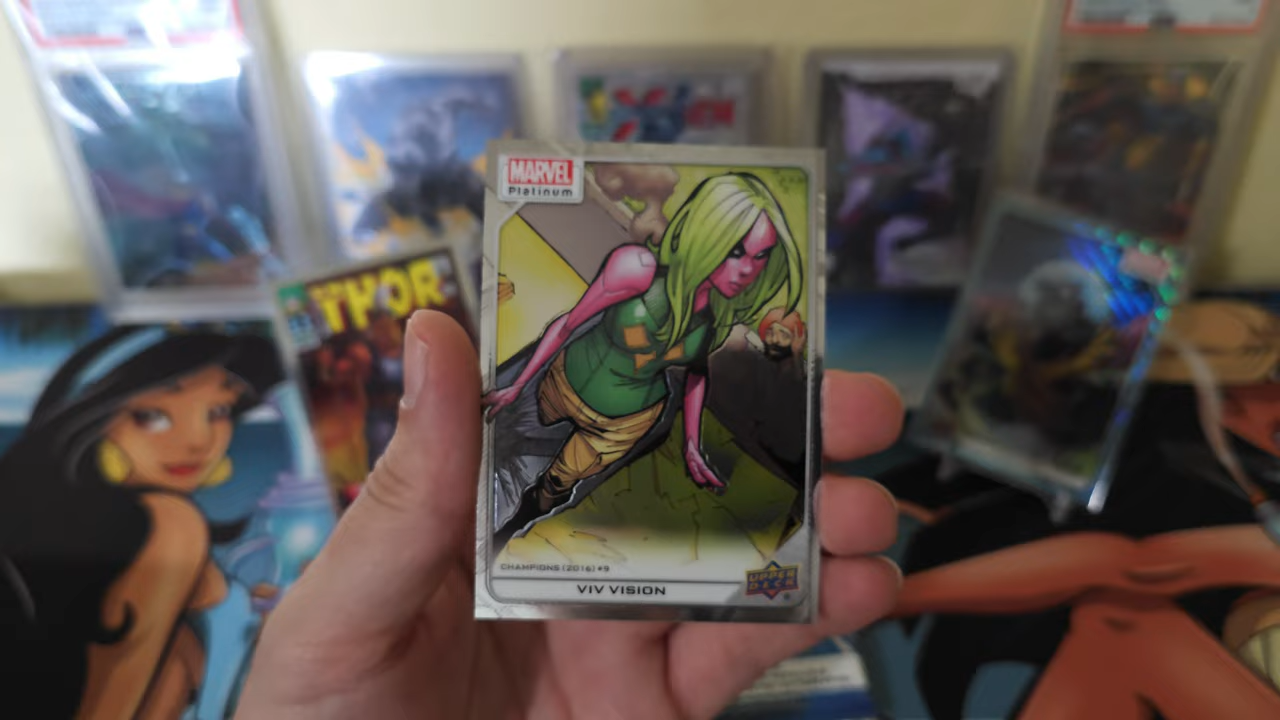 MARVEL
Platinum
THOR
CHAMPIONS (2016) #9
VIV VISION
UPPER
DECK